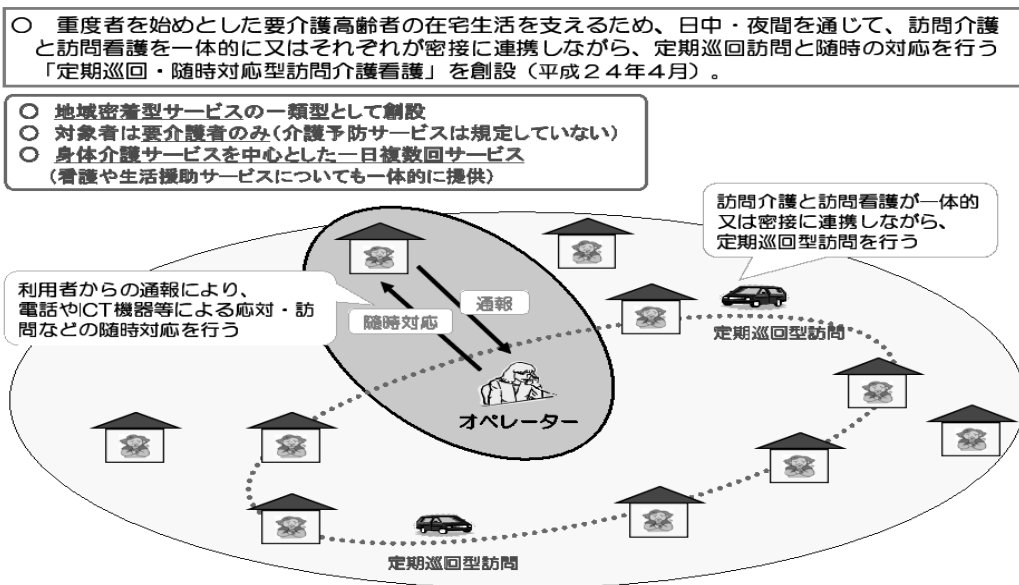 ○　重度者を始めとした要介護高齢者の在宅生活を支えるため、日中・夜間を通じて、訪問介護
と訪問看護を一体的に又はそれぞれが密接に連携しながら、定期巡回訪問と随時の対応を行う
「定期巡回・随時対応型訪問介護看護」を創設（平成２４年４月）。
○　地域密着型サービスの一類型として創設
○　対象者は要介護者のみ（介護予防サービスは規定していない）
○　身体介護サービスを中心とした一日複数回サービス
（看護や生活援助サービスについても一体的に提供）
訪問介護と訪問看護が一体的
又は密接に連携しながら、
定期巡回型訪問を行う
利用者からの通報により、
電話やICT機器等による応対・訪
問などの随時対応を行う
通報
随時対応
定期巡回型訪問
オペレーター
定期巡回型訪問